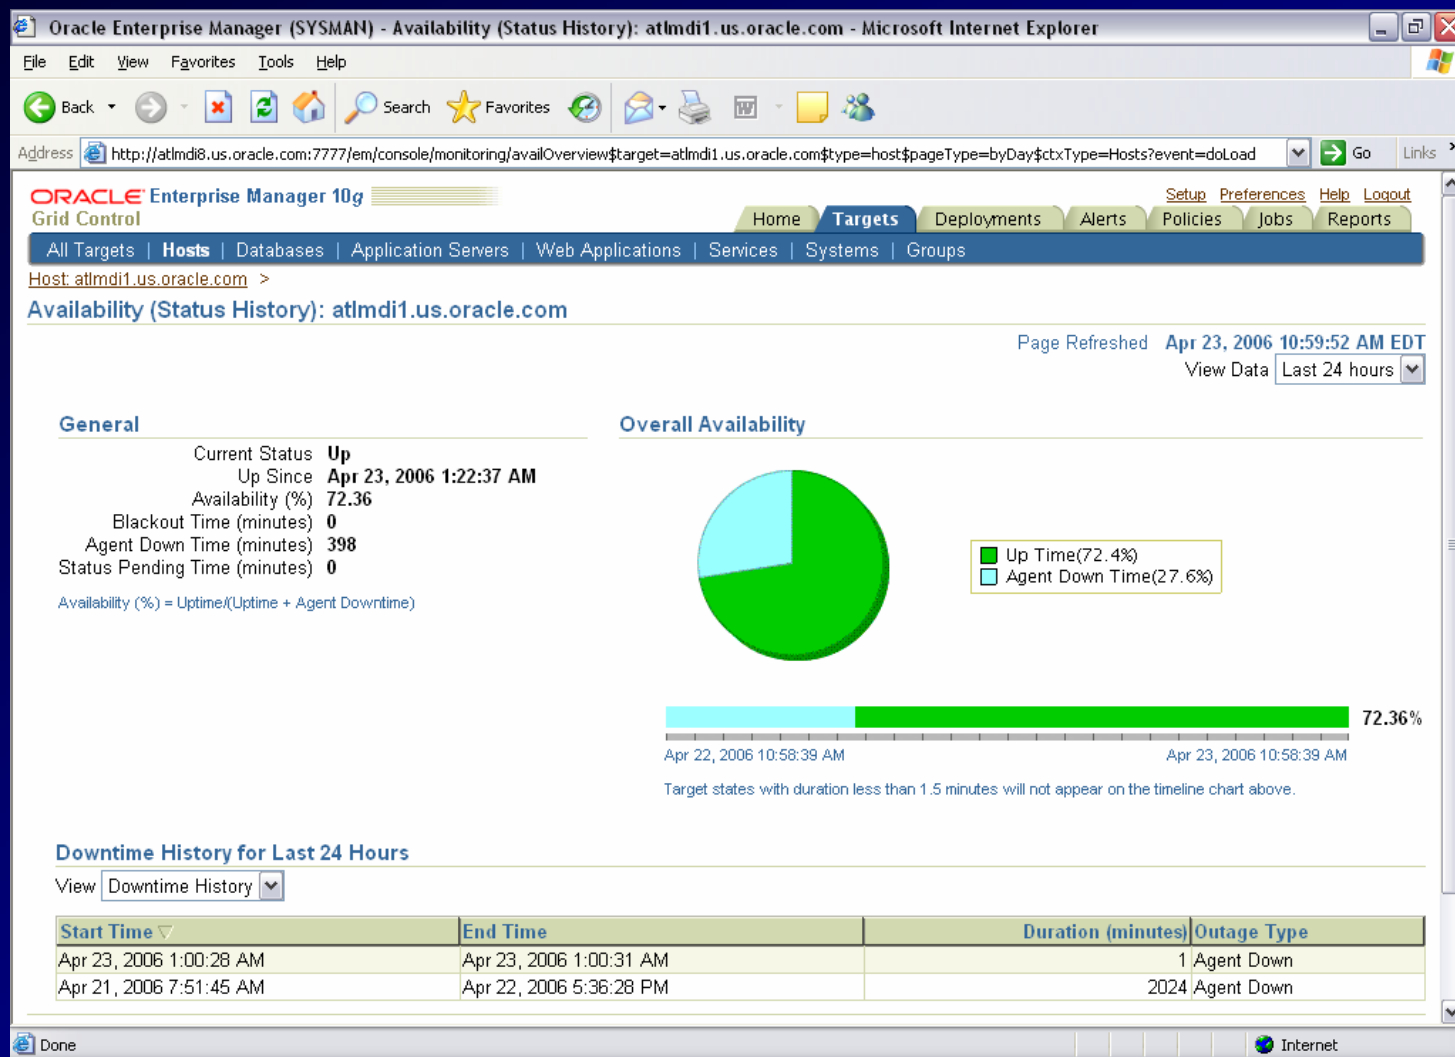 Oracle Enterprise Manager (SYSMAN) - Availability (Status History): atlmdi1.us.oracle.com - Microsoft Internet Explorer
File Edit View Favorites Tools Help
Back Search Favorites
Address http://atlmdi8.us.oracle.com:7777/em/console/monitoring/availOverview$target=atlmdi1.us.oracle.com$type=host$pageType=byDay$ctxType=Hosts?event=doLoad Go Links
ORACLE Enterprise Manager 10g
Setup Preferences Help Logout
Grid Control
Home Targets Deployments Alerts Policies Jobs Reports
All Targets | Hosts | Databases | Application Servers | Web Applications | Services | Systems | Groups
Host: atlmdi1.us.oracle.com >
Availability (Status History): atlmdi1.us.oracle.com
Page Refreshed Apr 23, 2006 10:59:52 AM EDT
View Data Last 24 hours
General
Current Status Up
Up Since Apr 23, 2006 1:22:37 AM
Availability (%) 72.36
Blackout Time (minutes) 0
Agent Down Time (minutes) 398
Status Pending Time (minutes) 0
Availability (%) = Uptime/(Uptime + Agent Downtime)
Overall Availability
Up Time(72.4%)
Agent Down Time(27.6%)
72.36%
Apr 22, 2006 10:58:39 AM Apr 23, 2006 10:58:39 AM
Target states with duration less than 1.5 minutes will not appear on the timeline chart above.
Downtime History for Last 24 Hours
View Downtime History
Start Time End Time Duration (minutes) Outage Type
Apr 23, 2006 1:00:28 AM Apr 23, 2006 1:00:31 AM 1 Agent Down
Apr 21, 2006 7:51:45 AM Apr 22, 2006 5:36:28 PM 2024 Agent Down
Done Internet